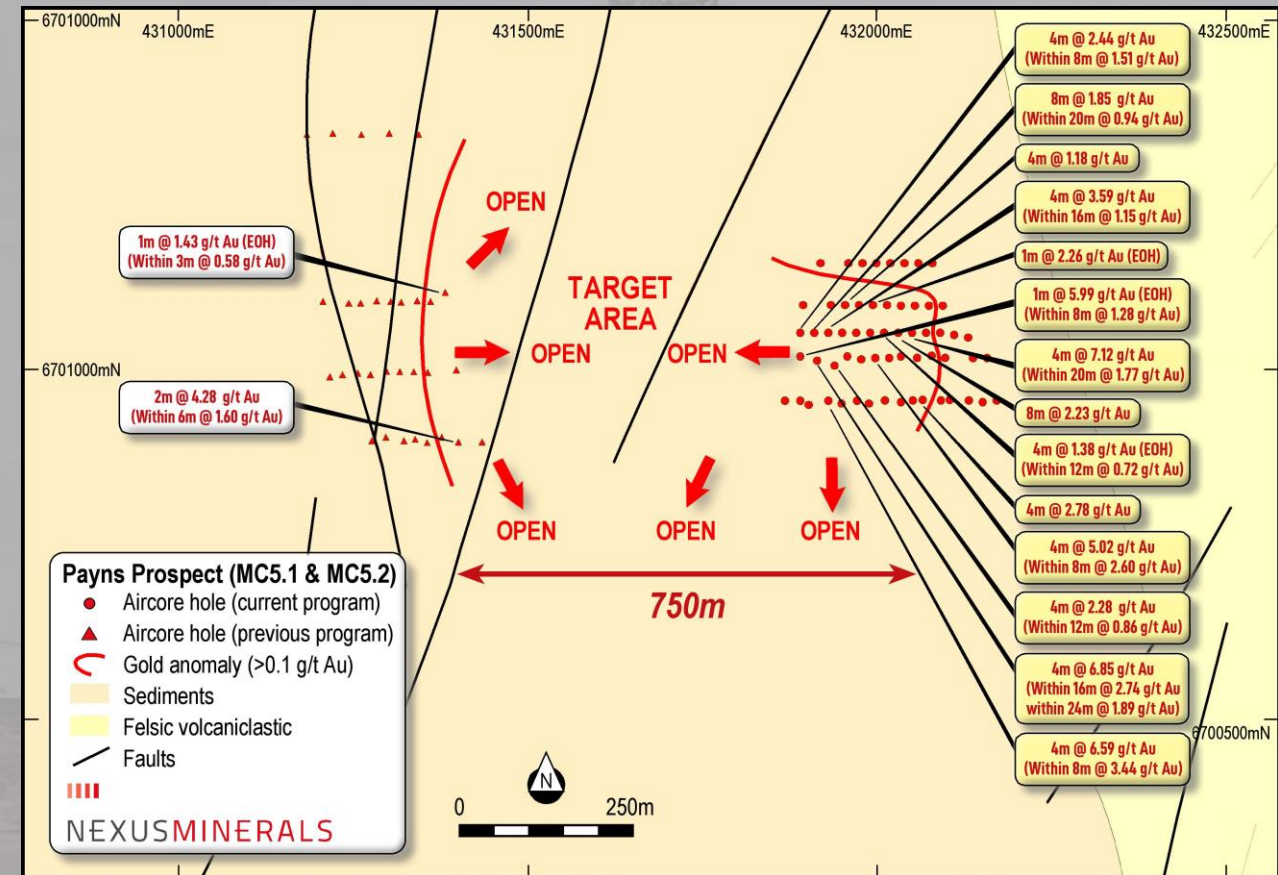 6701000mN
431000mE
431500mE
432000mE
432500mE
4m @ 2.44 g/t Au
(Within 8m @ 1.51 g/t Au)
8m @ 1.85 g/t Au
(Within 20m @ 0.94 g/t Au)
4m @ 1.18 g/t Au
4m @ 3.59 g/t Au
(Within 16m @ 1.15 g/t Au)
1m @ 2.26 g/t Au (EOH)
1m @ 5.99 g/t Au (EOH)
(Within 8m @ 1.28 g/t Au)
4m @ 7.12 g/t Au
(Within 20m @ 1.77 g/t Au)
8m @ 2.23 g/t Au
4m @ 1.38 g/t Au (EOH)
(Within 12m @ 0.72 g/t Au)
4m @ 2.78 g/t Au
4m @ 5.02 g/t Au
(Within 8m @ 2.60 g/t Au)
4m @ 2.28 g/t Au
(Within 12m @ 0.86 g/t Au)
4m @ 6.85 g/t Au
(Within 16m @ 2.74 g/t Au
within 24m @ 1.89 g/t Au)
4m @ 6.59 g/t Au
(Within 8m @ 3.44 g/t Au)
1m @ 1.43 g/t Au (EOH)
(Within 3m @ 0.58 g/t Au)
2m @ 4.28 g/t Au
(Within 6m @ 1.60 g/t Au)
OPEN
TARGET
AREA
OPEN
OPEN
6701000mN
OPEN
OPEN
OPEN
750m
6700500mN
Payns Prospect (MC5.1 & MC5.2)
Aircore hole (current program)
Aircore hole (previous program)
Gold anomaly (>0.1 g/t Au)
Sediments
Felsic volcaniclastic
Faults
NEXUSMINERALS
N
0
250m